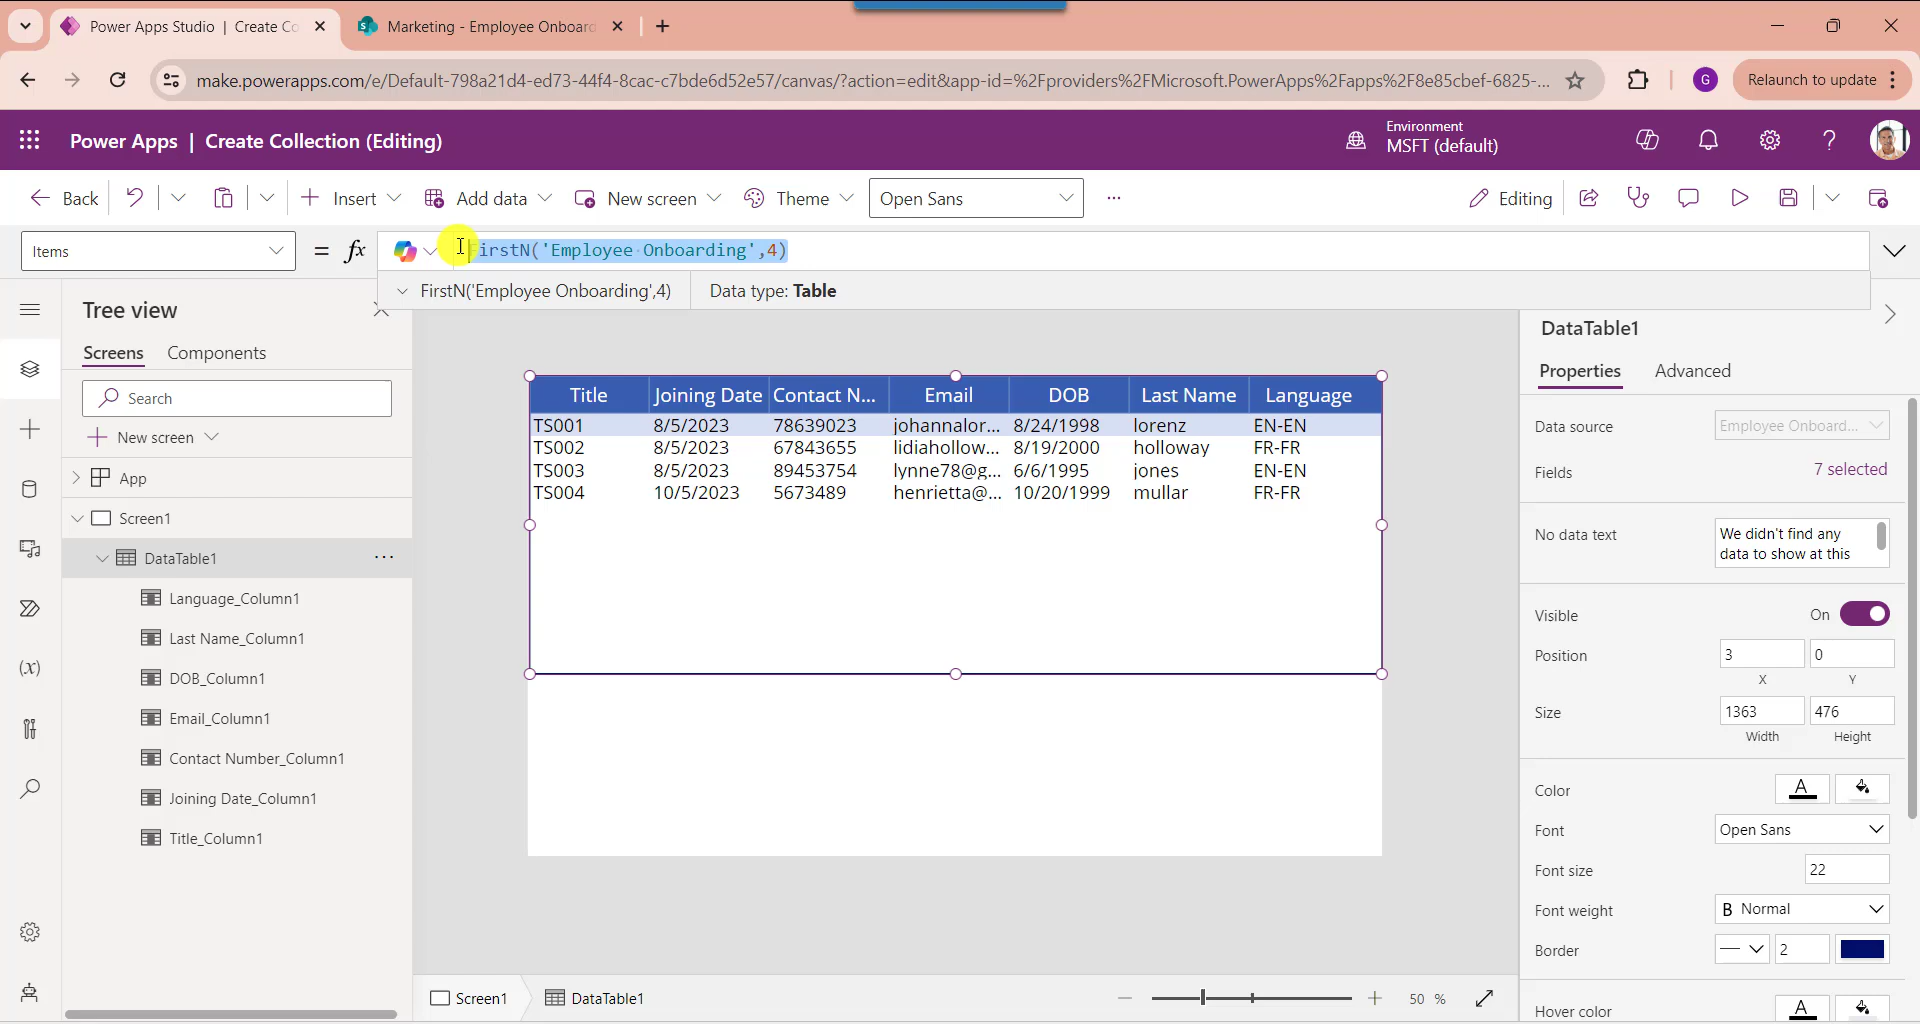 Power Apps Studio | Create Co
Marketing - Employee Onboard
make.powerapps.com/e/Default-798a21d4-ed73-44f4-8cac-c7bde6d52e57/canvas/?action=edit&app-id=%2Fproviders%2FMicrosoft.PowerApps%2Fapps%2F8e85cbef-6825-...
G
Relaunch to update
Power Apps | Create Collection (Editing)
Environment
MSFT (default)
Back
Insert
Add data
New screen
Theme
Open Sans
Editing
Items
= fx
FirstN('Employee Onboarding',4)
FirstN('Employee Onboarding',4)
Data type: Table
Tree view
Screens
Components
Search
New screen
App
Screen1
DataTable1
Language_Column1
Last Name_Column1
DOB_Column1
Email_Column1
Contact Number_Column1
Joining Date_Column1
Title_Column1
Title Joining Date Contact N... Email DOB Last Name Language
TS001 8/5/2023 78639023 johannalor... 8/24/1998 lorenz EN-EN
TS002 8/5/2023 67843655 lidiahollow... 8/19/2000 holloway FR-FR
TS003 8/5/2023 89453754 lynne78@g... 6/6/1995 jones EN-EN
TS004 10/5/2023 5673489 henrietta@... 10/20/1999 mullar FR-FR
Screen1
DataTable1
50 %
DataTable1
Properties
Advanced
Data source
Employee Onboard...
Fields
7 selected
No data text
We didn't find any
data to show at this
Visible
On
Position
3
0
X
Y
Size
1363
476
Width
Height
Color
A
Font
Open Sans
Font size
22
Font weight
B Normal
Border
2
Hover color
A